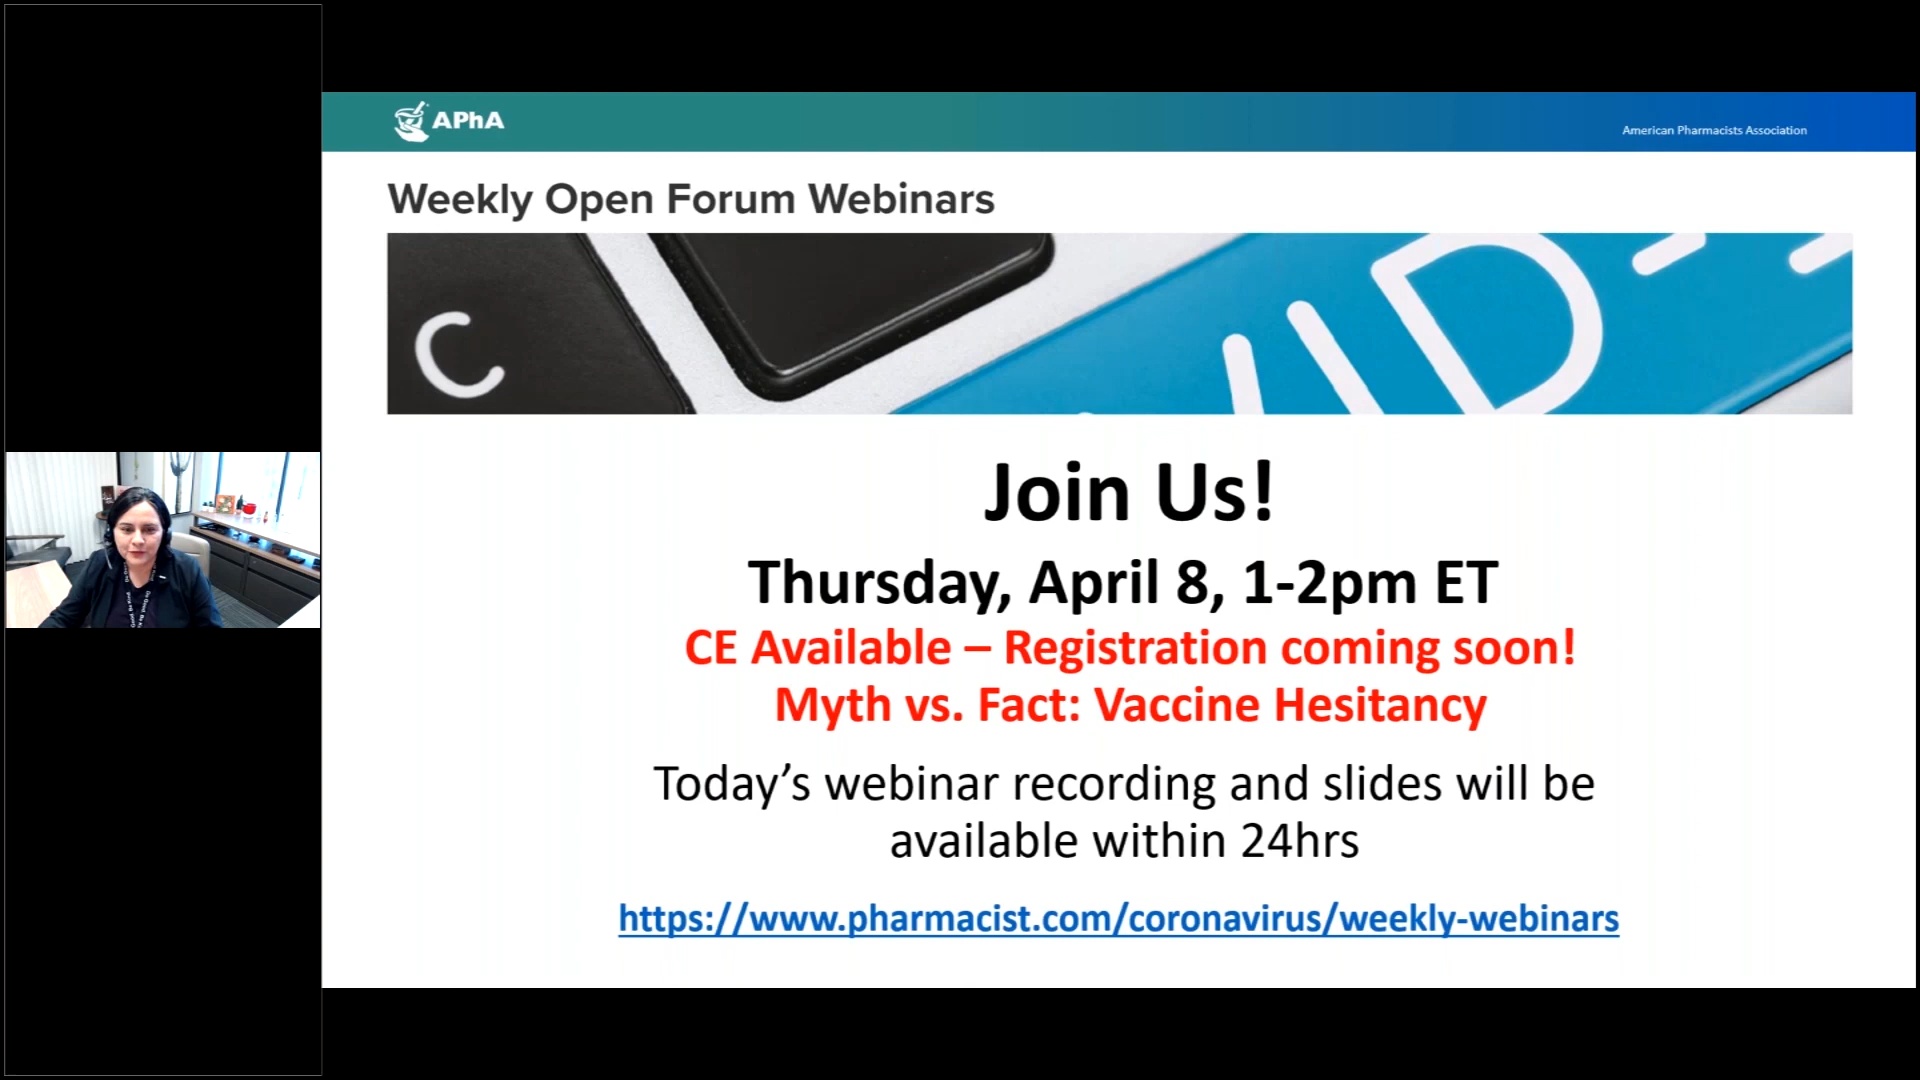 APhA
American Pharmacists Association
Weekly Open Forum Webinars
C
ID-
Join Us!
Thursday, April 8, 1-2pm ET
CE Available – Registration coming soon!
Myth vs. Fact: Vaccine Hesitancy
Today’s webinar recording and slides will be
available within 24hrs
https://www.pharmacist.com/coronavirus/weekly-webinars